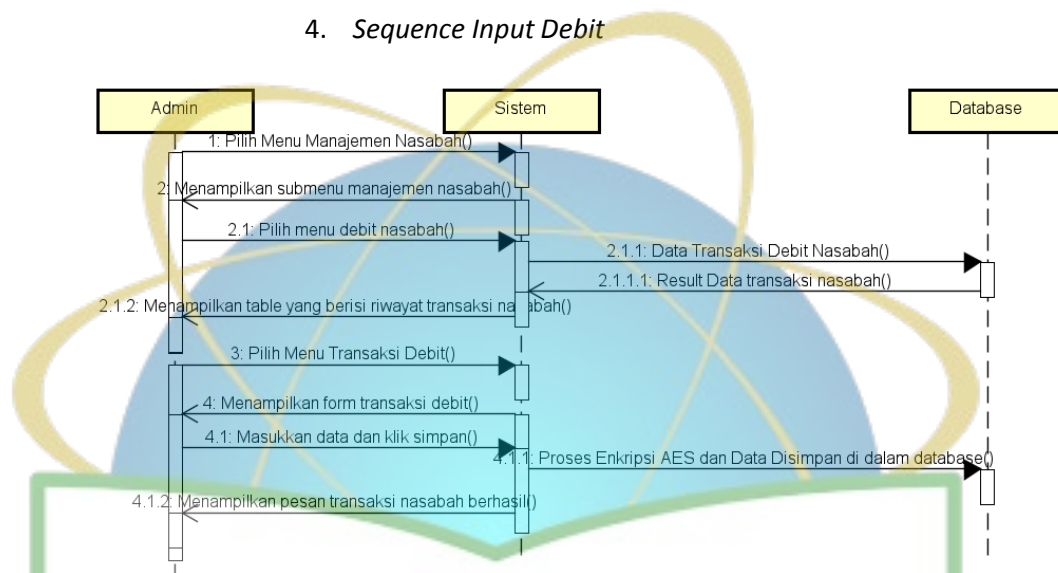 4. Sequence Input Debit
Admin
Sistem
Database
1: Pilih Menu Manajemen Nasabah()
2: Menampilkan submenu manajemen nasabah()
2.1: Pilih menu debit nasabah()
2.1.1: Data Transaksi Debit Nasabah()
2.1.1.1: Result Data transaksi nasabah()
2.1.2: Menampilkan table yang berisi riwayat transaksi nasabah()
3: Pilih Menu Transaksi Debit()
4: Menampilkan form transaksi debit()
4.1: Masukkan data dan klik simpan()
4.1.1: Proses Enkripsi AES dan Data Disimpan di dalam database()
4.1.2: Menampilkan pesan transaksi nasabah berhasil()